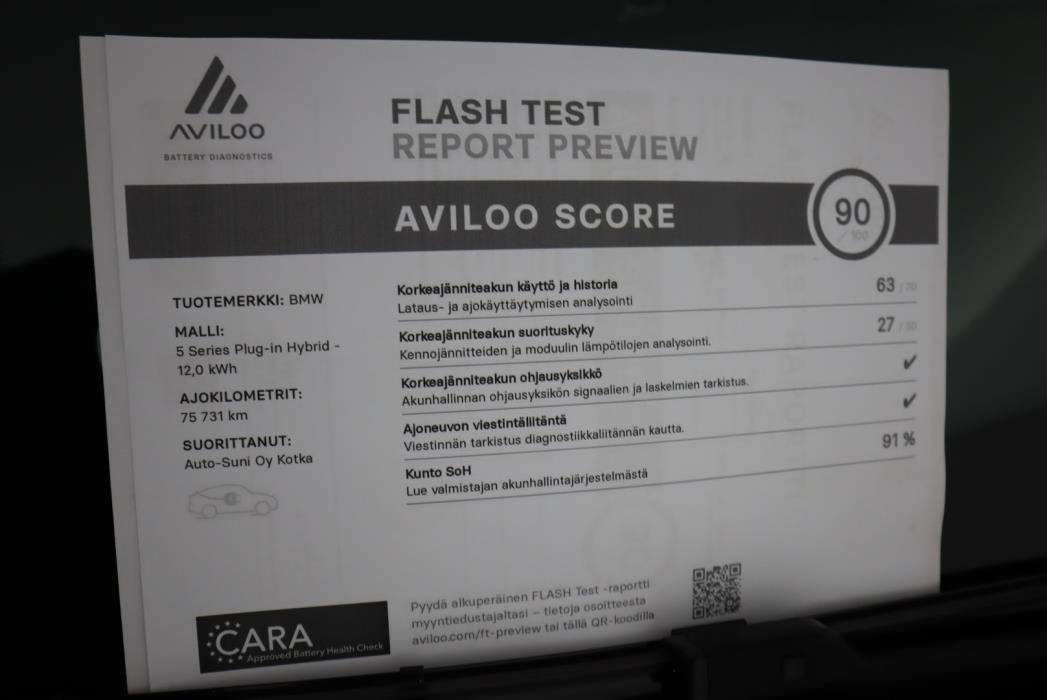 AVILOO
BATTERY DIAGNOSTICS
FLASH TEST
REPORT PREVIEW
AVILOO SCORE
90
/ 100
TUOTEMERKKI: BMW
MALLI:
5 Series Plug-in Hybrid -
12,0 kWh
AJOKILOMETRIT:
75 731 km
SUORITTANUT:
Auto-Suni Oy Kotka
Korkeajänniteakun käyttö ja historia
Lataus- ja ajokäyttäytymisen analysointi
63 / 70
Korkeajänniteakun suorituskyky
Kennojännitteiden ja moduulin lämpötilojen analysointi.
27 / 30
Korkeajänniteakun ohjausyksikkö
Akunhallinnan ohjausyksikön signaalien ja laskelmien tarkistus.
✔
Ajoneuvon viestintäliitäntä
Viestinnän tarkistus diagnostiikkaliitännän kautta.
✔
Kunto SoH
Lue valmistajan akunhallintajärjestelmästä
91 %
CARA
Approved Battery Health Check
Pyydä alkuperäinen FLASH Test -raportti
myyntiedustajaltasi – tietoja osoitteesta
aviloo.com/ft-preview tai tällä QR-koodilla